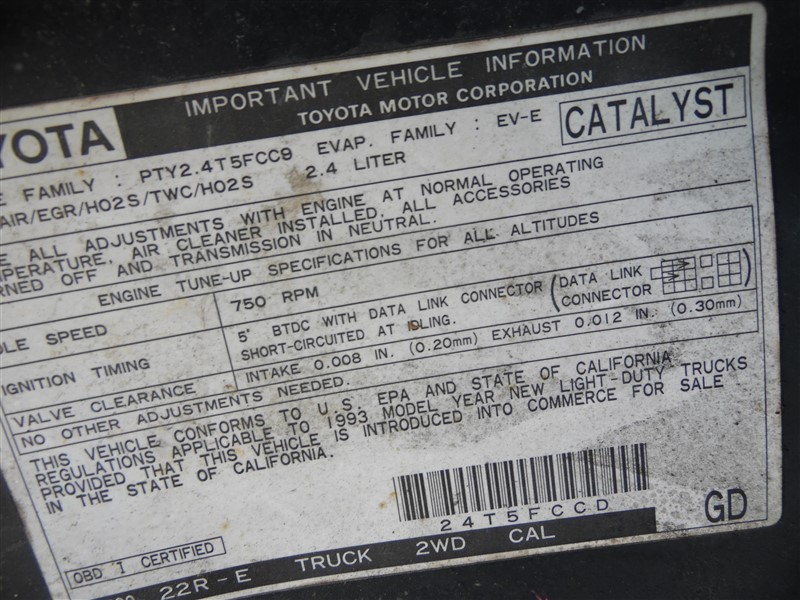 IMPORTANT VEHICLE INFORMATION
YOTA TOYOTA MOTOR CORPORATION
E FAMILY : PTY2.4T5FCC9 EVAP. FAMILY : EV-E CATALYST
AIR/EGR/HO2S/TWC/HO2S 2.4 LITER
E ALL ADJUSTMENTS WITH ENGINE AT NORMAL OPERATING
PERATURE, AIR CLEANER INSTALLED, ALL ACCESSORIES
RNED OFF AND TRANSMISSION IN NEUTRAL.
ENGINE TUNE-UP SPECIFICATIONS FOR ALL ALTITUDES
DLE SPEED 750 RPM
IGNITION TIMING 5° BTDC WITH DATA LINK CONNECTOR (DATA LINK
SHORT-CIRCUITED AT IDLING. CONNECTOR )
VALVE CLEARANCE INTAKE 0.008 IN. (0.20mm) EXHAUST 0.012 IN. (0.30mm)
NO OTHER ADJUSTMENTS NEEDED.
THIS VEHICLE CONFORMS TO U.S. EPA AND STATE OF CALIFORNIA
REGULATIONS APPLICABLE TO 1993 MODEL YEAR NEW LIGHT-DUTY TRUCKS
PROVIDED THAT THIS VEHICLE IS INTRODUCED INTO COMMERCE FOR SALE
IN THE STATE OF CALIFORNIA.
24T5FCCD
GD
OBD I CERTIFIED
22R-E TRUCK 2WD CAL